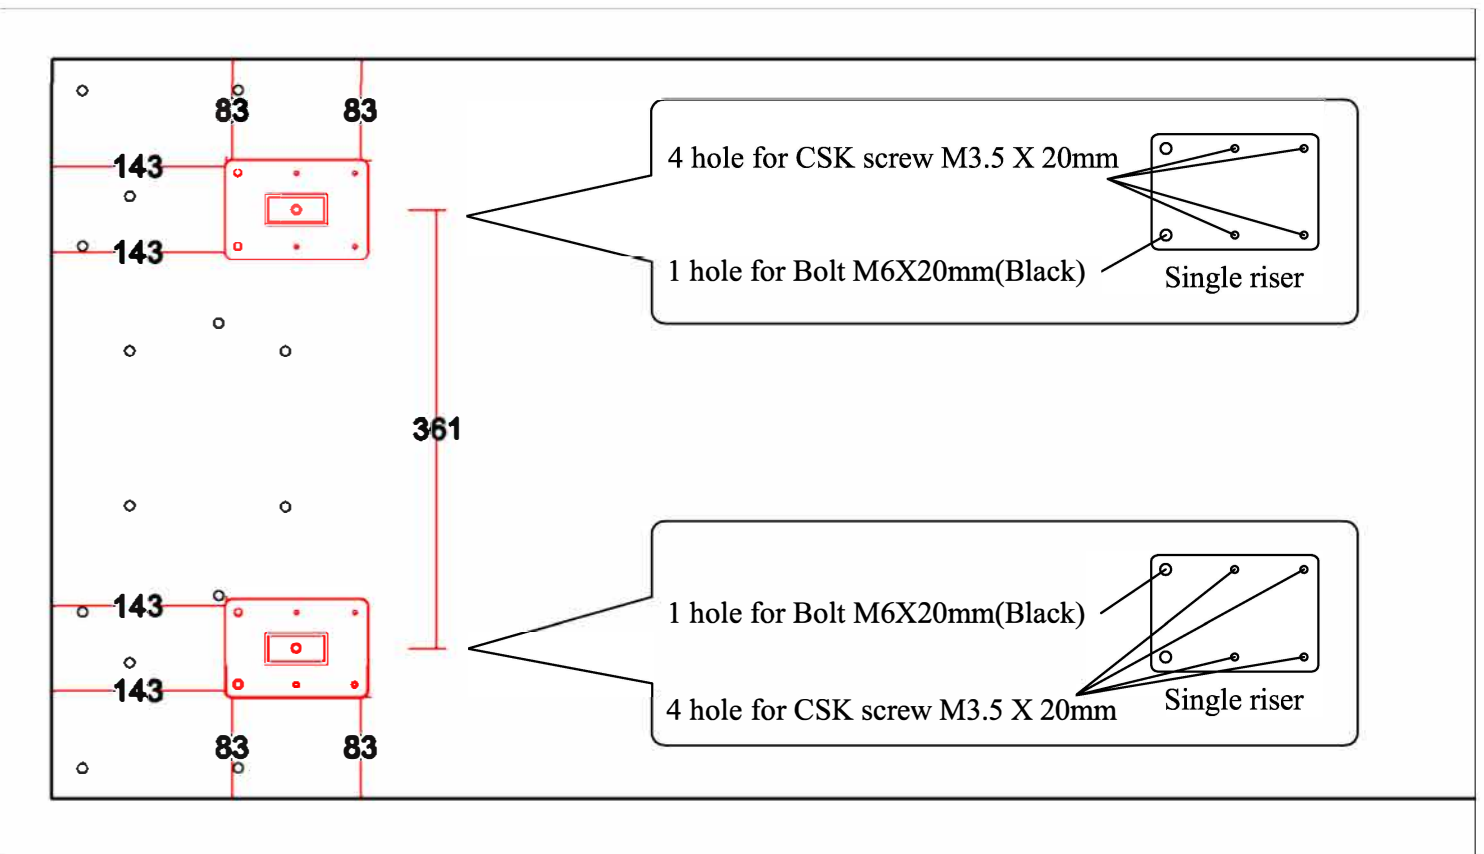 83 83
143
143
4 hole for CSK screw M3.5 X 20mm
1 hole for Bolt M6X20mm(Black)
Single riser
361
143
143
83 83
1 hole for Bolt M6X20mm(Black)
4 hole for CSK screw M3.5 X 20mm
Single riser